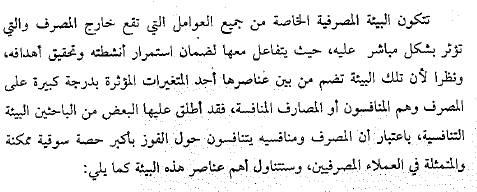 تتكون البيئة المصرفية الخاصة من جميع العوامل التي تقع خارج المصرف والتي
تؤثر بشكل مباشر عليه، حيث يتفاعل معها لضمان استمرار أنشطته وتحقيق أهدافه،
ونظرا لأن تلك البيئة تضم من بين عناصرها أحد المتغيرات المؤثرة بدرجة كبيرة على
المصرف وهم المنافسون أو المصارف المنافسة، فقد أطلق عليها البعض من الباحثين البيئة
التنافسية، باعتبار أن المصرف ومنافسيه يتنافسون حول الفوز بأكبر حصة سوقية ممكنة
والمتمثلة في العملاء المصرفيين، وسنتناول أهم عناصر هذه البيئة كما يلي: